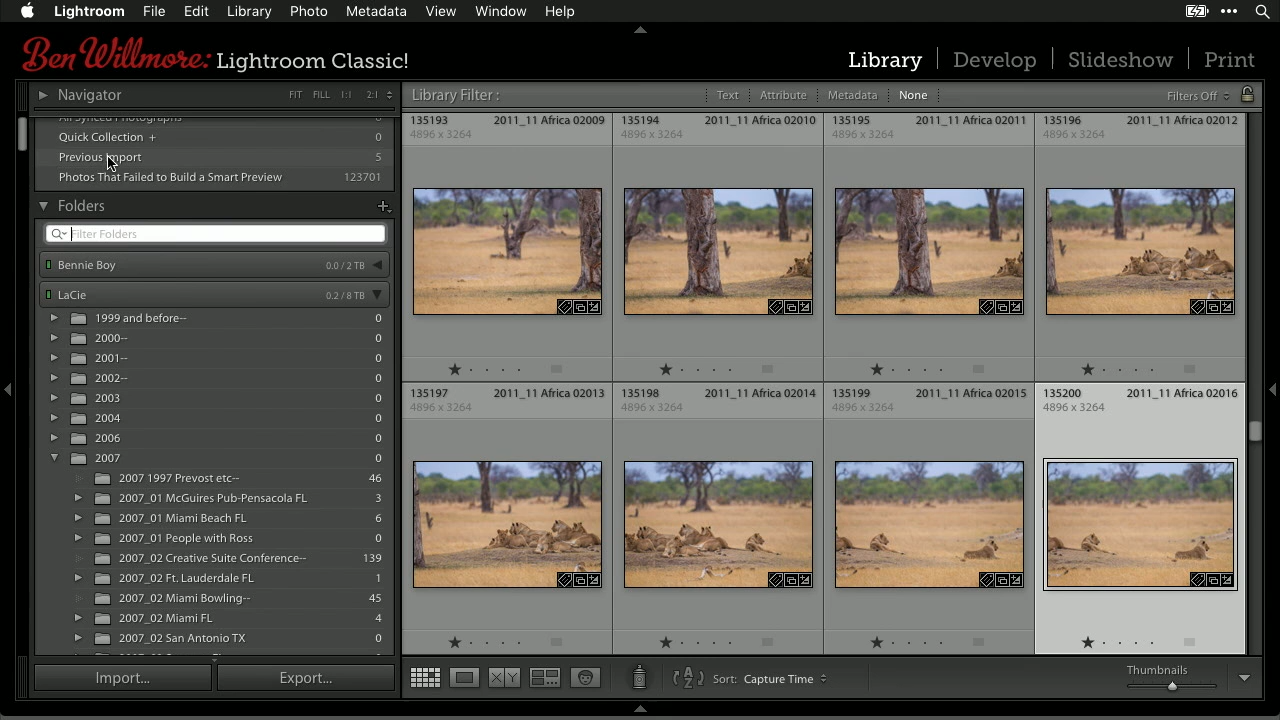 Lightroom File Edit Library Photo Metadata View Window Help
Ben Willmore: Lightroom Classic!
Library Develop Slideshow Print
Navigator FIT FILL 1:1 2:1
Library Filter : Text Attribute Metadata None Filters Off
All Synced Photographs
Quick Collection + 0
Previous Import 5
Photos That Failed to Build a Smart Preview 123701
Folders +
Filter Folders
Bennie Boy 0.0 / 2 TB
LaCie 0.2 / 8 TB
1999 and before-- 0
2000-- 0
2001-- 0
2002-- 0
2003 0
2004 0
2006 0
2007 0
2007 1997 Prevost etc-- 46
2007_01 McGuires Pub-Pensacola FL 3
2007_01 Miami Beach FL 6
2007_01 People with Ross 0
2007_02 Creative Suite Conference-- 139
2007_02 Ft. Lauderdale FL 1
2007_02 Miami Bowling-- 45
2007_02 Miami FL 4
2007_02 San Antonio TX 0
Import... Export...
135193 2011_11 Africa 02009
4896 x 3264
135194 2011_11 Africa 02010
4896 x 3264
135195 2011_11 Africa 02011
4896 x 3264
135196 2011_11 Africa 02012
4896 x 3264
135197 2011_11 Africa 02013
4896 x 3264
135198 2011_11 Africa 02014
4896 x 3264
135199 2011_11 Africa 02015
4896 x 3264
135200 2011_11 Africa 02016
4896 x 3264
X Y
A Z
Sort: Capture Time
Thumbnails